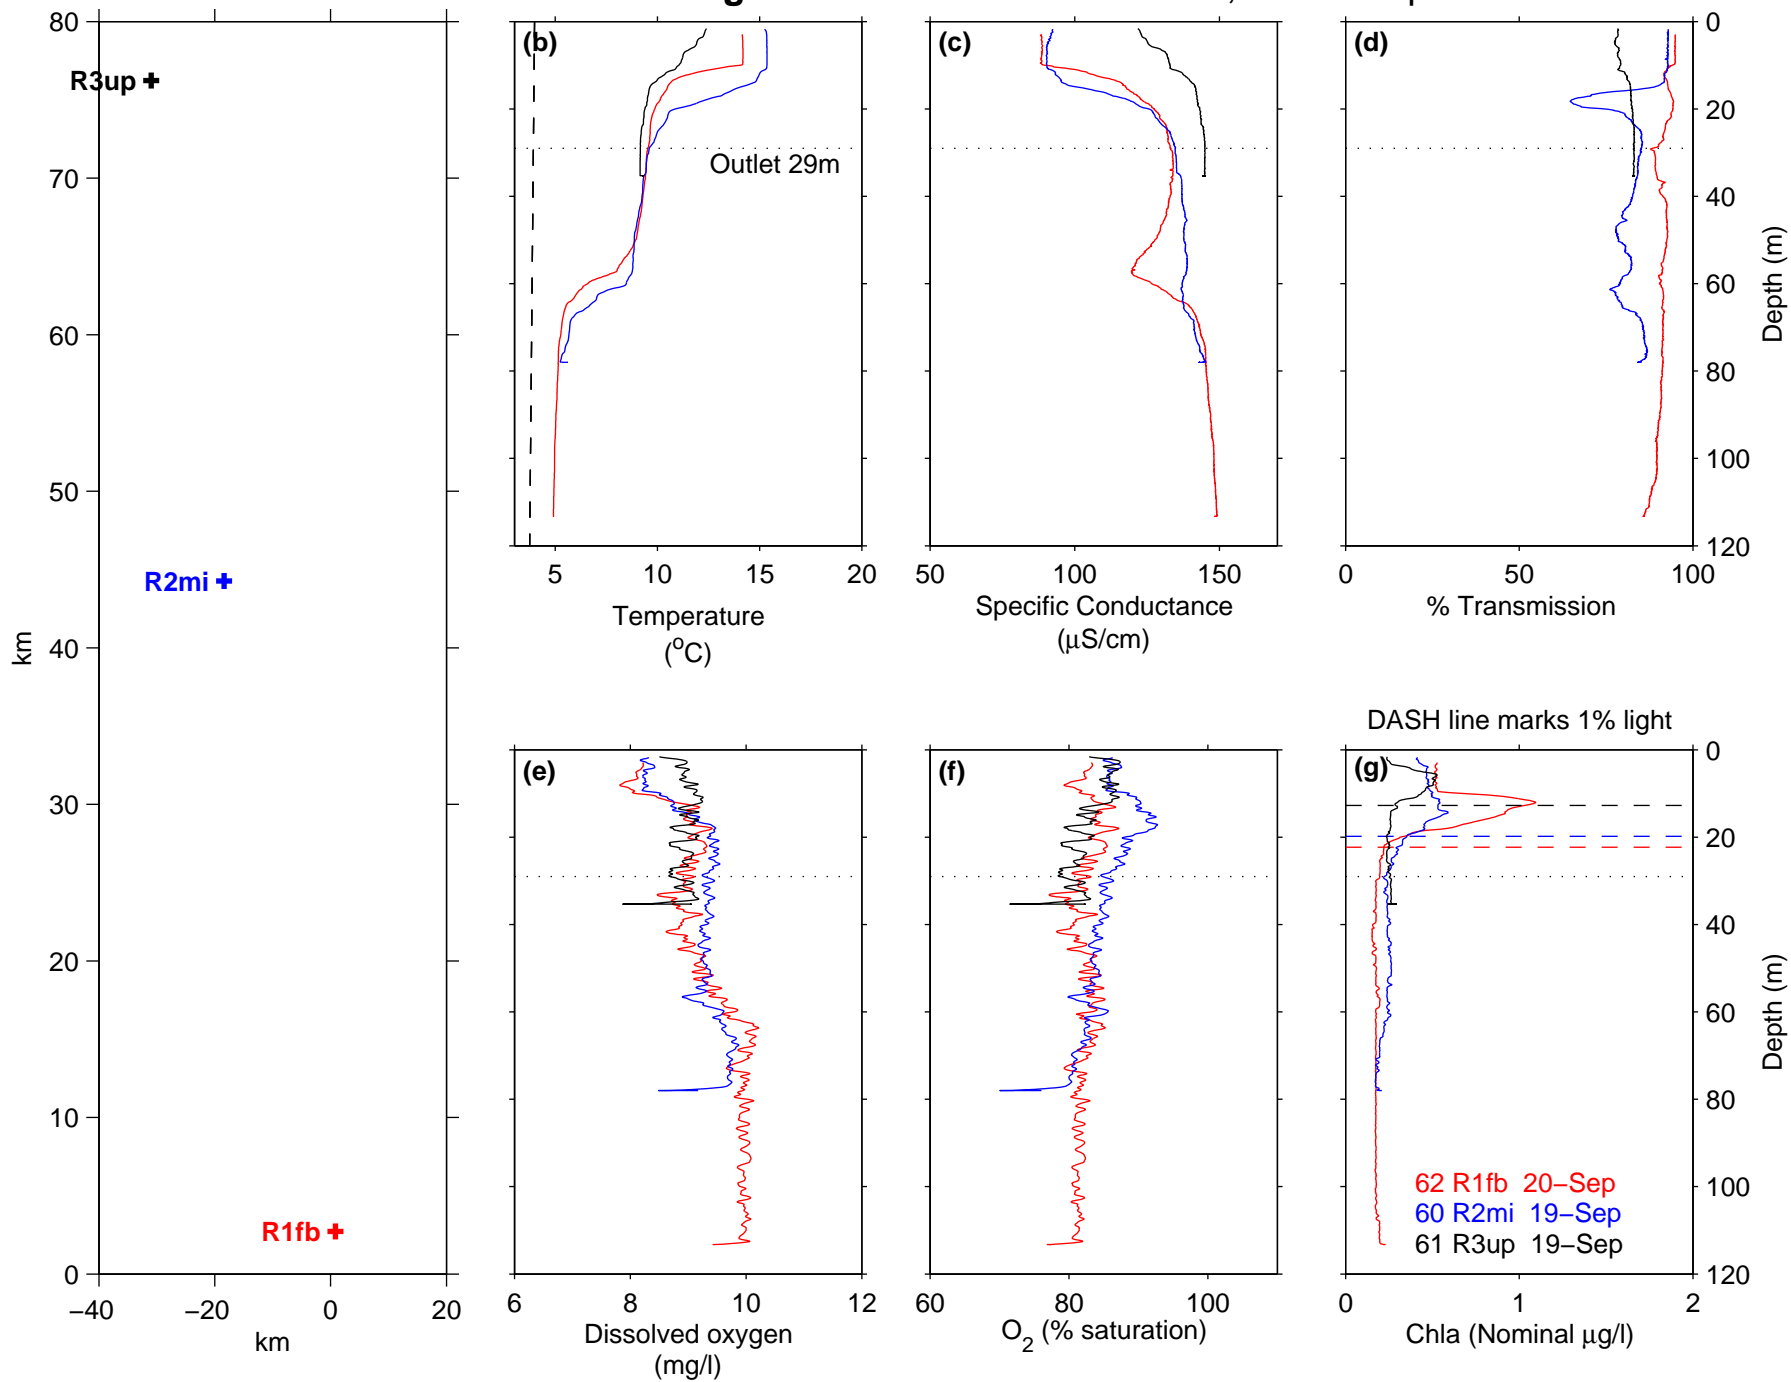 80
70
60
50
40
30
20
10
0
km
−40
−20
0
20
km
R3up
R2mi
R1fb
(b)
Outlet 29m
5
10
15
20
Temperature
(oC)
(c)
50
100
150
Specific Conductance
(μS/cm)
(d)
0
50
100
% Transmission
0
20
40
60
80
100
120
Depth (m)
(e)
6
8
10
12
Dissolved oxygen
(mg/l)
(f)
60
80
100
O2 (% saturation)
DASH line marks 1% light
(g)
62 R1fb 20−Sep
60 R2mi 19−Sep
61 R3up 19−Sep
0
1
2
Chla (Nominal μg/l)
0
20
40
60
80
100
120
Depth (m)